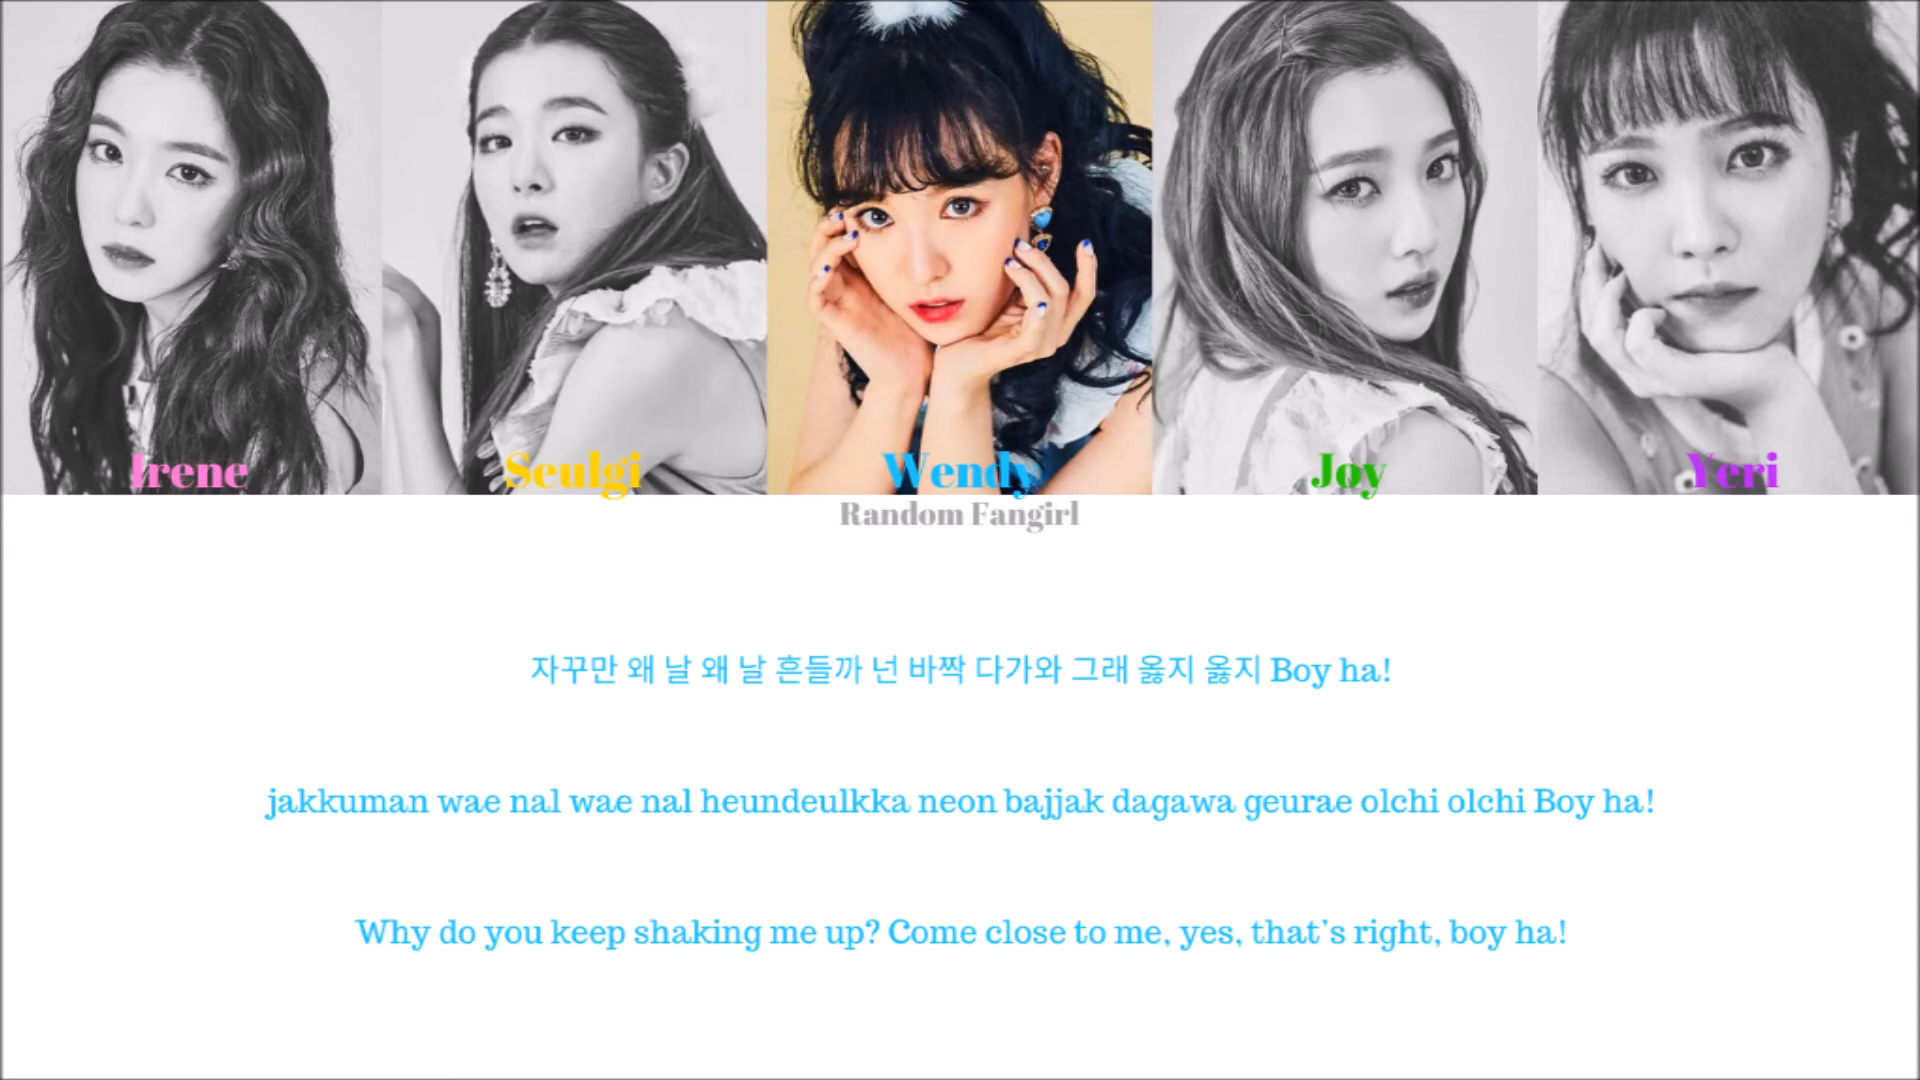 Irene Seulgi Wendy Joy Yeri
Random Fangirl
자꾸만 왜 날 왜 날 흔들까 넌 바짝 다가와 그래 옳지 옳지 Boy ha!
jakkuman wae nal wae nal heundeulkka neon bajjak dagawa geurae olchi olchi Boy ha!
Why do you keep shaking me up? Come close to me, yes, that's right, boy ha!